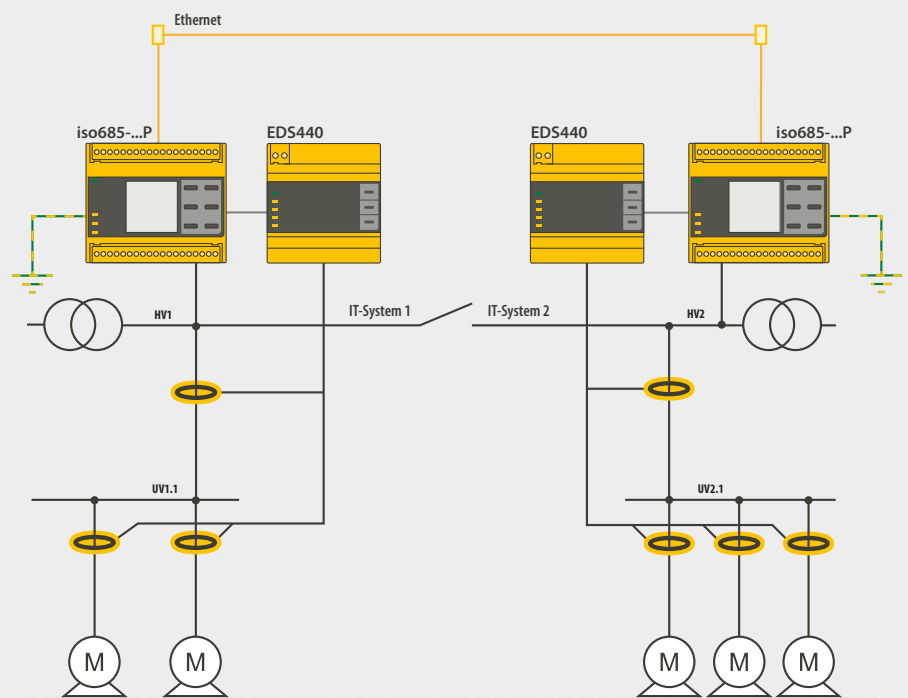 Ethernet
iso685-...P
EDS440
EDS440
iso685-...P
HV1
IT-System 1
IT-System 2
HV2
UV1.1
UV2.1
M
M
M
M
M